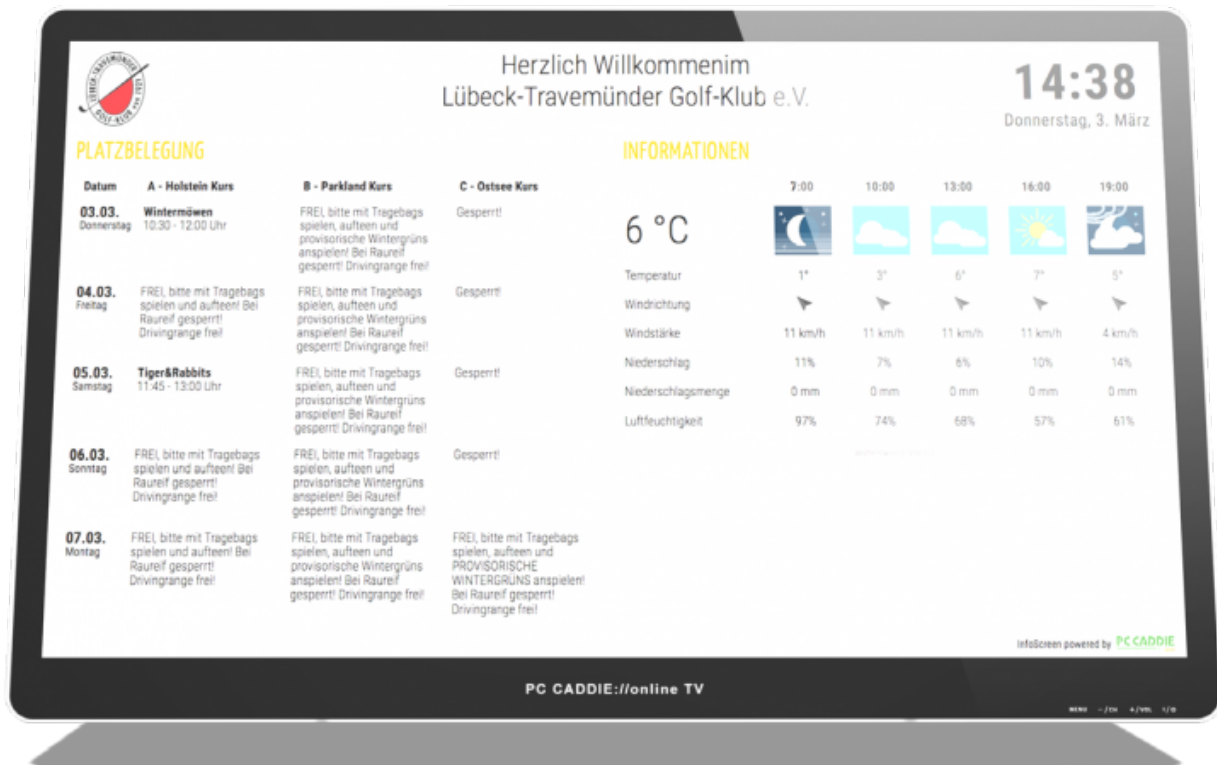 LÜBECK-TRAVEMÜNDER
GOLF-KLUB
Herzlich Willkommenim
Lübeck-Travemünder Golf-Klub e.V.
14:38
Donnerstag, 3. März
PLATZBELEGUNG
Datum A - Holstein Kurs B - Parkland Kurs C - Ostsee Kurs
03.03.
Donnerstag
Wintermöwen
10:30 - 12:00 Uhr
FREI, bitte mit Tragebags
spielen, aufteen und
provisorische Wintergrüns
anspielen! Bei Raureif
gesperrt! Drivingrange frei!
Gesperrt!
04.03.
Freitag
FREI, bitte mit Tragebags
spielen und aufteen! Bei
Raureif gesperrt!
Drivingrange frei!
FREI, bitte mit Tragebags
spielen, aufteen und
provisorische Wintergrüns
anspielen! Bei Raureif
gesperrt! Drivingrange frei!
Gesperrt!
05.03.
Samstag
Tiger&Rabbits
11:45 - 13:00 Uhr
FREI, bitte mit Tragebags
spielen, aufteen und
provisorische Wintergrüns
anspielen! Bei Raureif
gesperrt! Drivingrange frei!
Gesperrt!
06.03.
Sonntag
FREI, bitte mit Tragebags
spielen und aufteen! Bei
Raureif gesperrt!
Drivingrange frei!
FREI, bitte mit Tragebags
spielen, aufteen und
provisorische Wintergrüns
anspielen! Bei Raureif
gesperrt! Drivingrange frei!
Gesperrt!
07.03.
Montag
FREI, bitte mit Tragebags
spielen und aufteen! Bei
Raureif gesperrt!
Drivingrange frei!
FREI, bitte mit Tragebags
spielen, aufteen und
provisorische Wintergrüns
anspielen! Bei Raureif
gesperrt! Drivingrange frei!
FREI, bitte mit Tragebags
spielen, aufteen und
PROVISORISCHE
WINTERGRÜNS anspielen!
Bei Raureif gesperrt!
Drivingrange frei!
INFORMATIONEN
7:00 10:00 13:00 16:00 19:00
6 °C
Temperatur 1° 3° 6° 7° 5°
Windrichtung
Windstärke 11 km/h 11 km/h 11 km/h 11 km/h 4 km/h
Niederschlag 11% 7% 6% 10% 14%
Niederschlagsmenge 0 mm 0 mm 0 mm 0 mm 0 mm
Luftfeuchtigkeit 97% 74% 68% 57% 61%
InfoScreen powered by PC CADDIE
PC CADDIE://online TV
MENU -/CH +/VOL